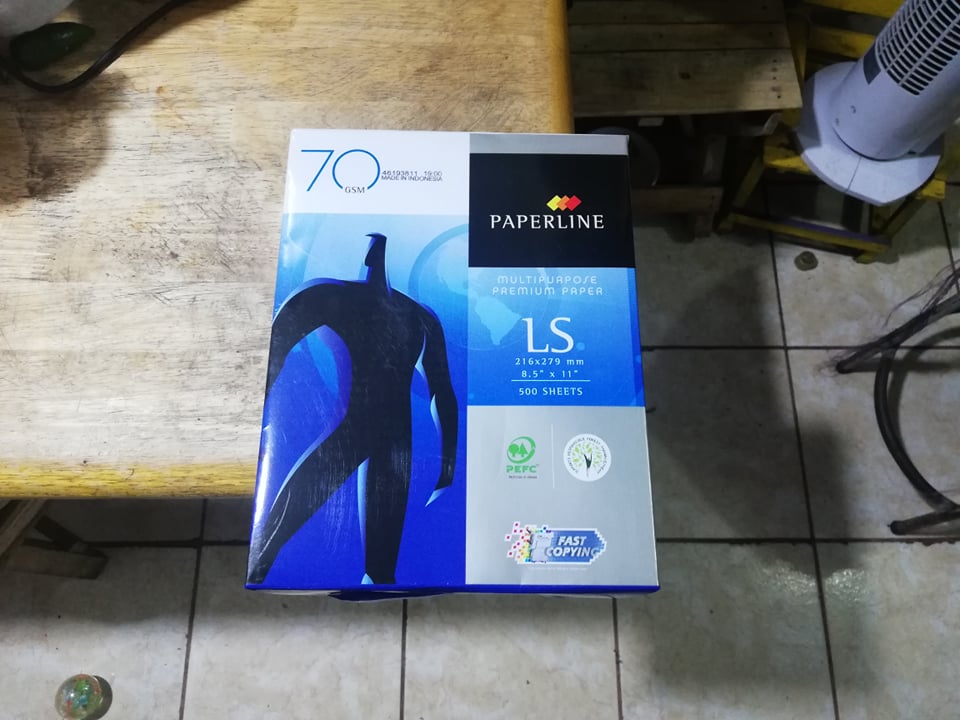 70
GSM
46193811 19:00
MADE IN INDONESIA
PAPERLINE
MULTIPURPOSE
PREMIUM PAPER
LS
216x279 mm
8.5" x 11"
500 SHEETS
PEFC
FAST
COPYING